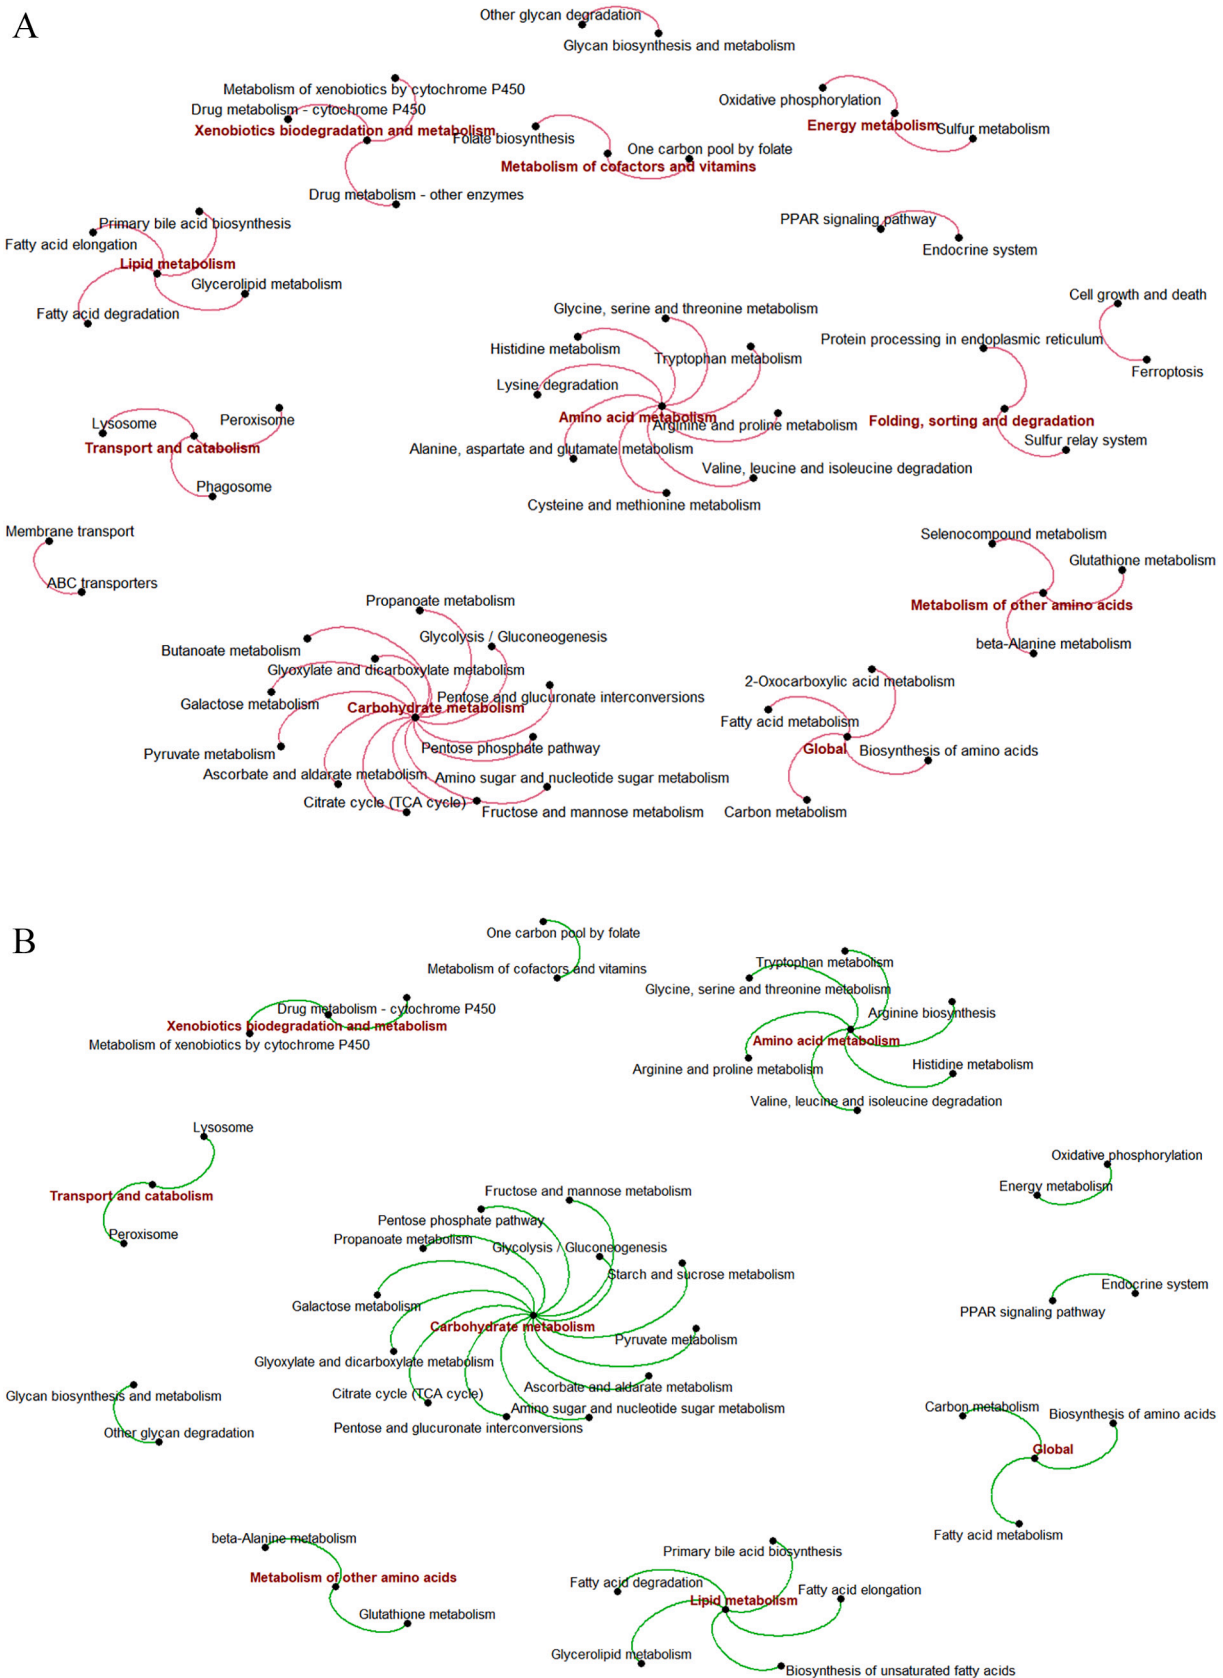 A
Other glycan degradation
Glycan biosynthesis and metabolism
Metabolism of xenobiotics by cytochrome P450
Oxidative phosphorylation
Drug metabolism - cytochrome P450
Energy metabolism
Sulfur metabolism
Xenobiotics biodegradation and metabolism
Folate biosynthesis
One carbon pool by folate
Metabolism of cofactors and vitamins
Drug metabolism - other enzymes
PPAR signaling pathway
Endocrine system
Primary bile acid biosynthesis
Fatty acid elongation
Lipid metabolism
Glycerolipid metabolism
Fatty acid degradation
Cell growth and death
Ferroptosis
Glycine, serine and threonine metabolism
Histidine metabolism
Tryptophan metabolism
Lysine degradation
Amino acid metabolism
Arginine and proline metabolism
Alanine, aspartate and glutamate metabolism
Valine, leucine and isoleucine degradation
Cysteine and methionine metabolism
Protein processing in endoplasmic reticulum
Folding, sorting and degradation
Sulfur relay system
Lysosome
Peroxisome
Transport and catabolism
Phagosome
Membrane transport
ABC transporters
Selenocompound metabolism
Glutathione metabolism
Metabolism of other amino acids
beta-Alanine metabolism
Propanoate metabolism
Glycolysis / Gluconeogenesis
Butanoate metabolism
Glyoxylate and dicarboxylate metabolism
Galactose metabolism
Pentose and glucuronate interconversions
Carbohydrate metabolism
Pyruvate metabolism
Pentose phosphate pathway
Ascorbate and aldarate metabolism
Amino sugar and nucleotide sugar metabolism
Citrate cycle (TCA cycle)
Fructose and mannose metabolism
2-Oxocarboxylic acid metabolism
Fatty acid metabolism
Global
Biosynthesis of amino acids
Carbon metabolism
B
One carbon pool by folate
Metabolism of cofactors and vitamins
Drug metabolism - cytochrome P450
Xenobiotics biodegradation and metabolism
Metabolism of xenobiotics by cytochrome P450
Tryptophan metabolism
Glycine, serine and threonine metabolism
Arginine biosynthesis
Amino acid metabolism
Arginine and proline metabolism
Histidine metabolism
Valine, leucine and isoleucine degradation
Lysosome
Transport and catabolism
Peroxisome
Oxidative phosphorylation
Energy metabolism
Fructose and mannose metabolism
Pentose phosphate pathway
Propanoate metabolism
Glycolysis / Gluconeogenesis
Starch and sucrose metabolism
Galactose metabolism
Carbohydrate metabolism
Pyruvate metabolism
Glyoxylate and dicarboxylate metabolism
Citrate cycle (TCA cycle)
Ascorbate and aldarate metabolism
Amino sugar and nucleotide sugar metabolism
Pentose and glucuronate interconversions
Endocrine system
PPAR signaling pathway
Glycan biosynthesis and metabolism
Other glycan degradation
Carbon metabolism
Biosynthesis of amino acids
Global
Fatty acid metabolism
beta-Alanine metabolism
Metabolism of other amino acids
Glutathione metabolism
Primary bile acid biosynthesis
Fatty acid degradation
Fatty acid elongation
Lipid metabolism
Glycerolipid metabolism
Biosynthesis of unsaturated fatty acids